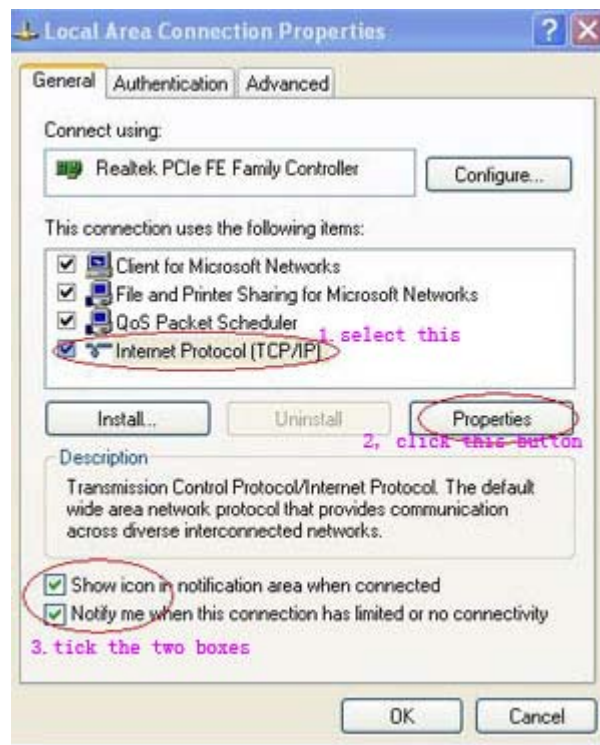 Local Area Connection Properties
General Authentication Advanced
Connect using:
Realtek PCIe FE Family Controller Configure...
This connection uses the following items:
Client for Microsoft Networks
File and Printer Sharing for Microsoft Networks
QoS Packet Scheduler
1. select this
Internet Protocol (TCP/IP)
Install... Uninstall Properties
2, click this button
Description
Transmission Control Protocol/Internet Protocol. The default
wide area network protocol that provides communication
across diverse interconnected networks.
Show icon in notification area when connected
Notify me when this connection has limited or no connectivity
3. tick the two boxes
OK Cancel